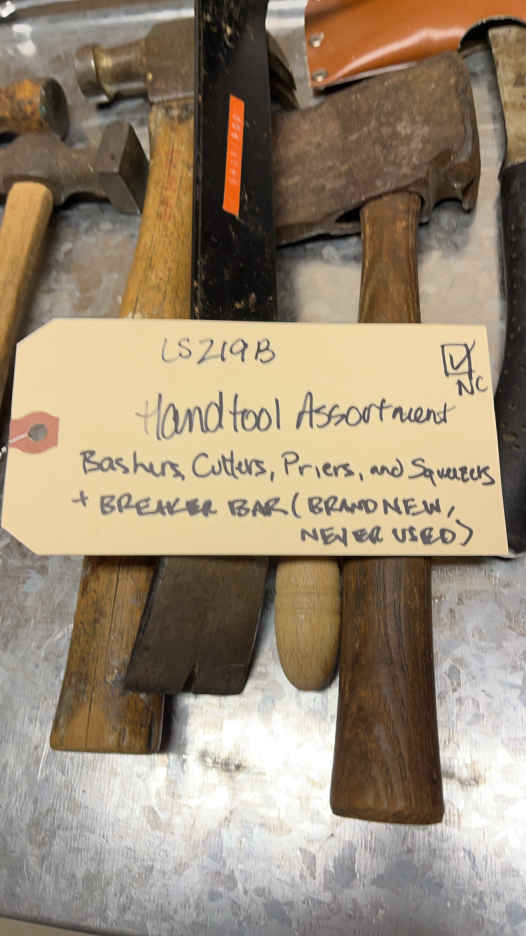 LS219B
NC
Handtool Assortment
Bashers, Cutters, Priers, and Squeezers
+ BREAKER BAR (BRAND NEW,
NEVER USED)